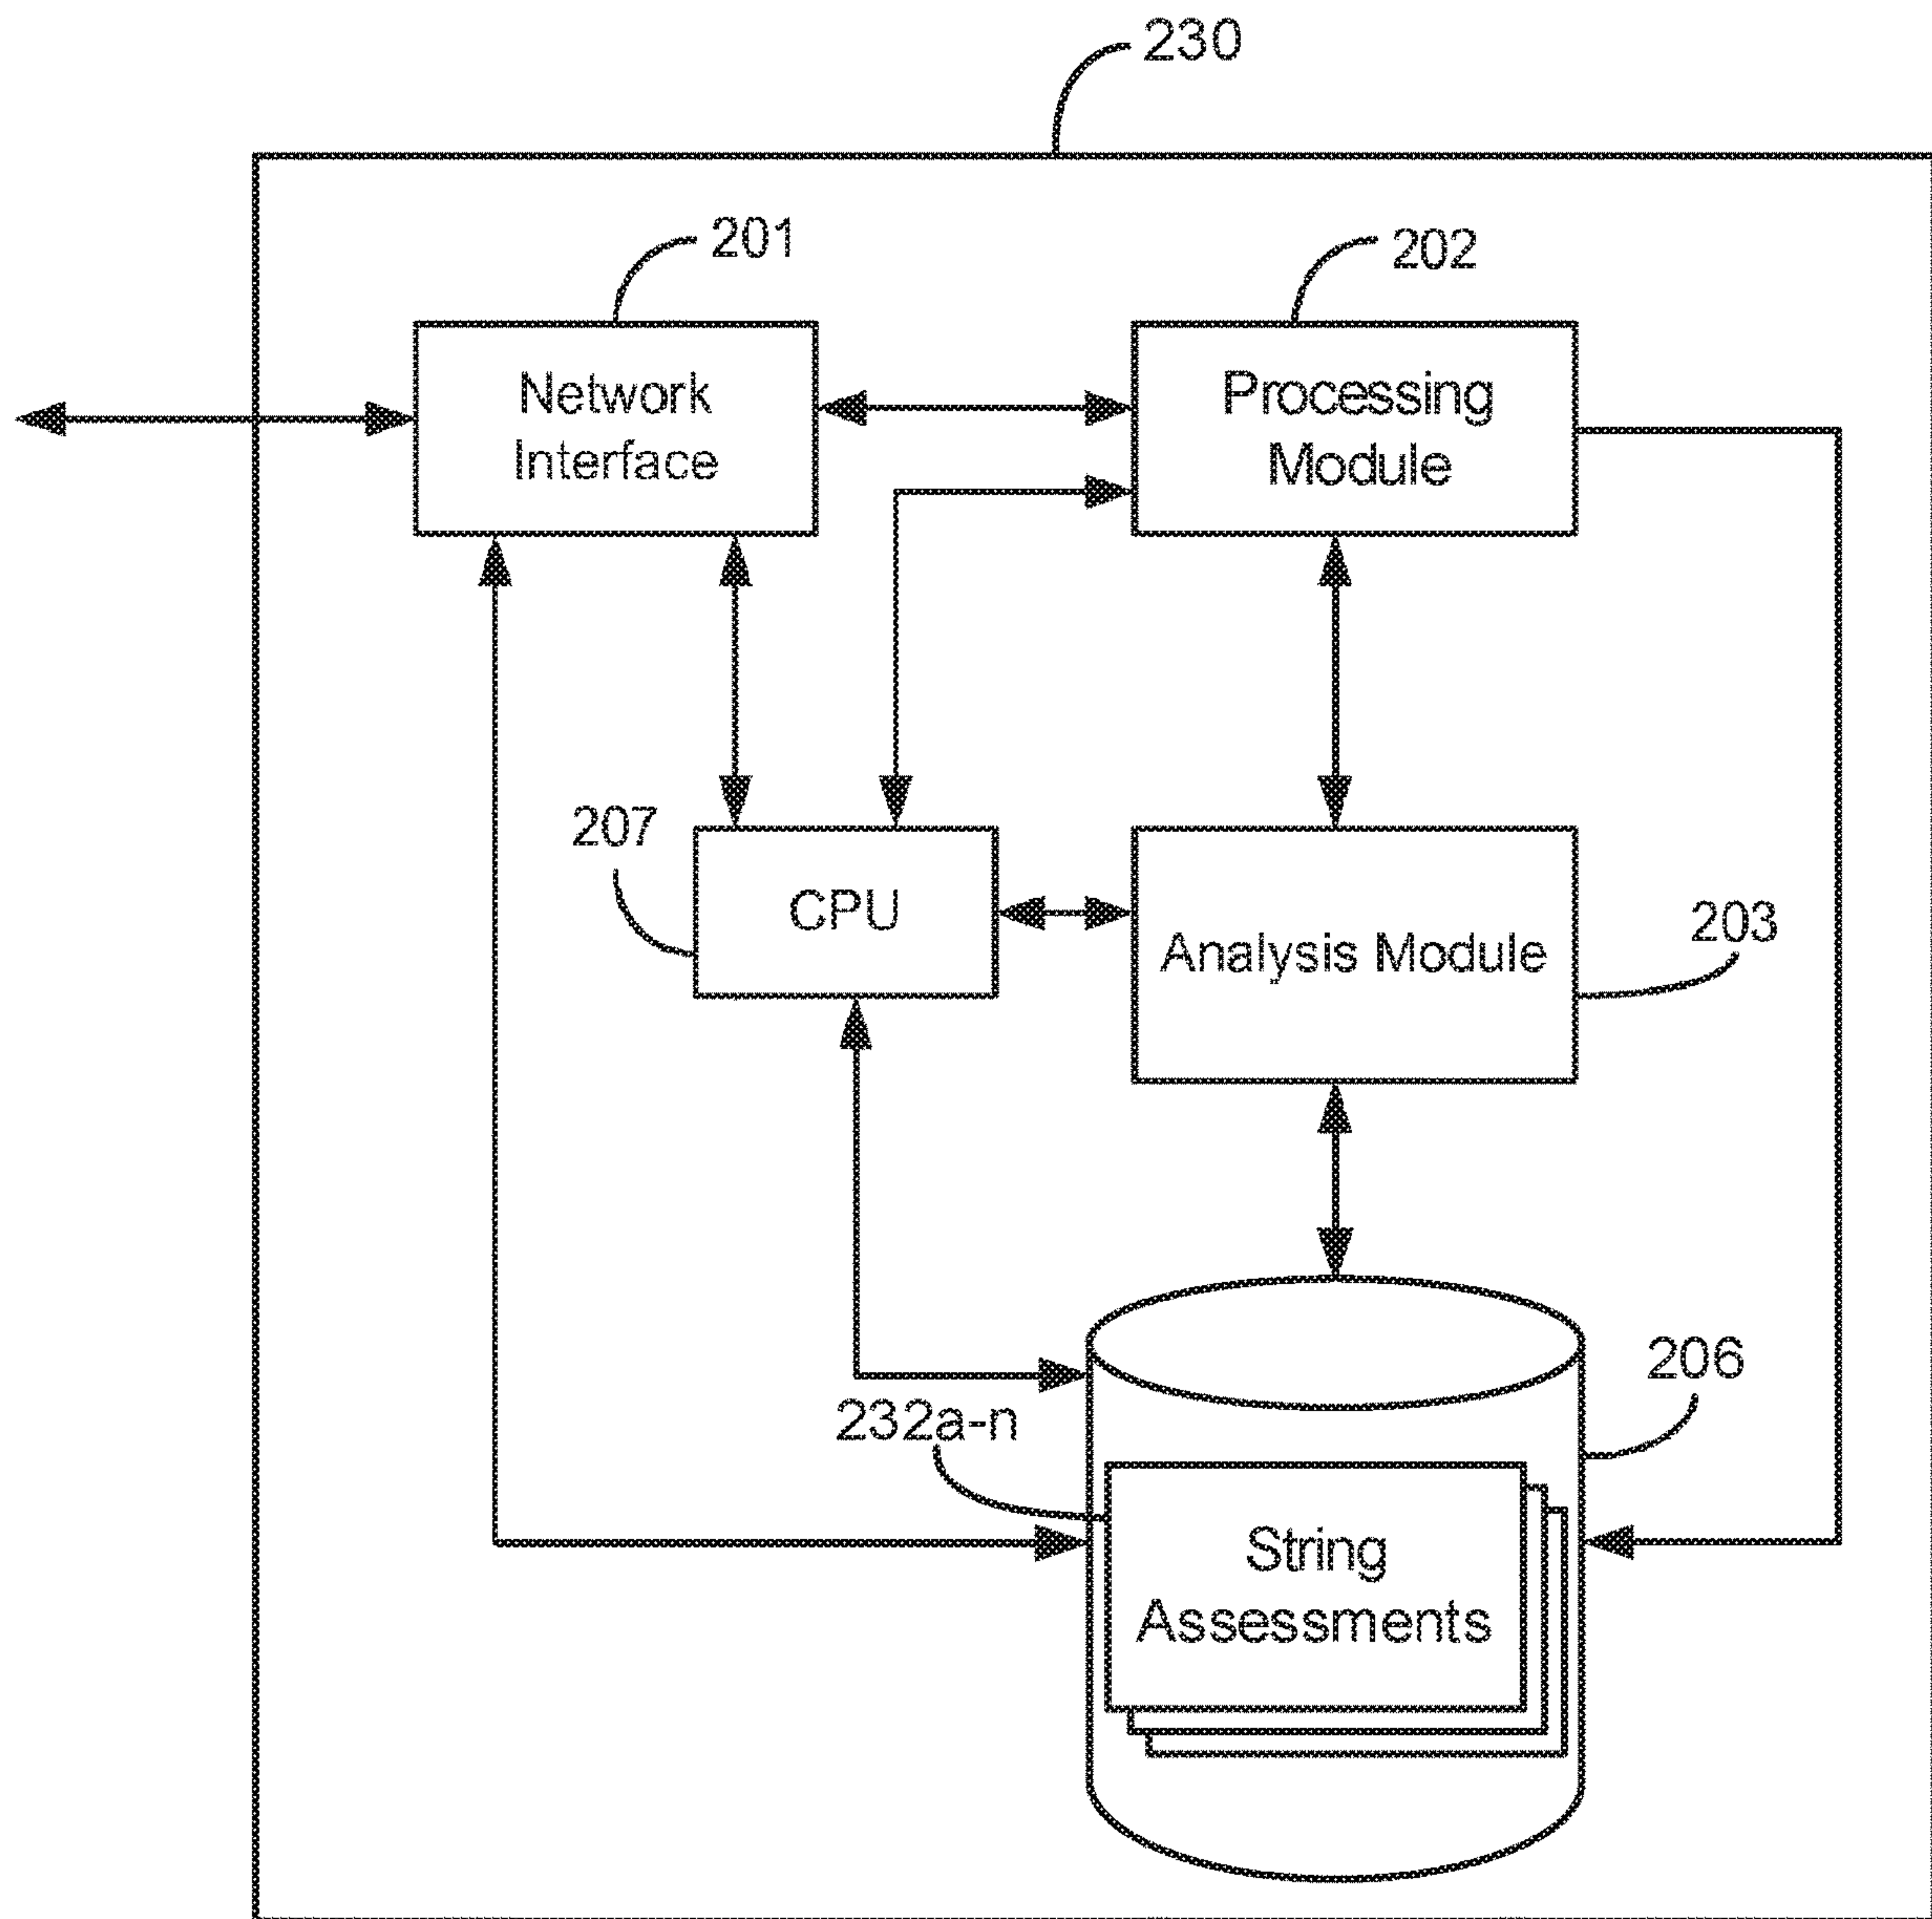 230
201
202
Network
Interface
Processing
Module
207
CPU
203
Analysis Module
206
232a-n
String
Assessments